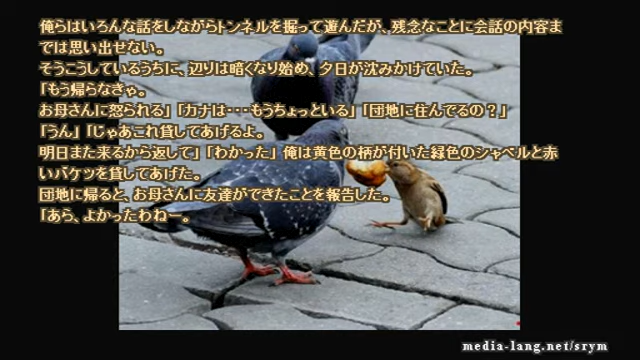 俺らはいろんな話をしながらトンネルを掘って遊んだが、残念なことに会話の内容ま
では思い出せない。
そうこうしているうちに、辺りは暗くなり始め、夕日が沈みかけていた。
「もう帰らなきゃ。
お母さんに怒られる」「カナは・・・もうちょっといる」「団地に住んでるの？」
「うん」「じゃあこれ貸してあげるよ。
明日また来るから返して」「わかった」俺は黄色の柄が付いた緑色のシャベルと赤
いバケツを貸してあげた。
団地に帰ると、お母さんに友達ができたことを報告した。
「あら、よかったわねー。
media-lang.net/srym